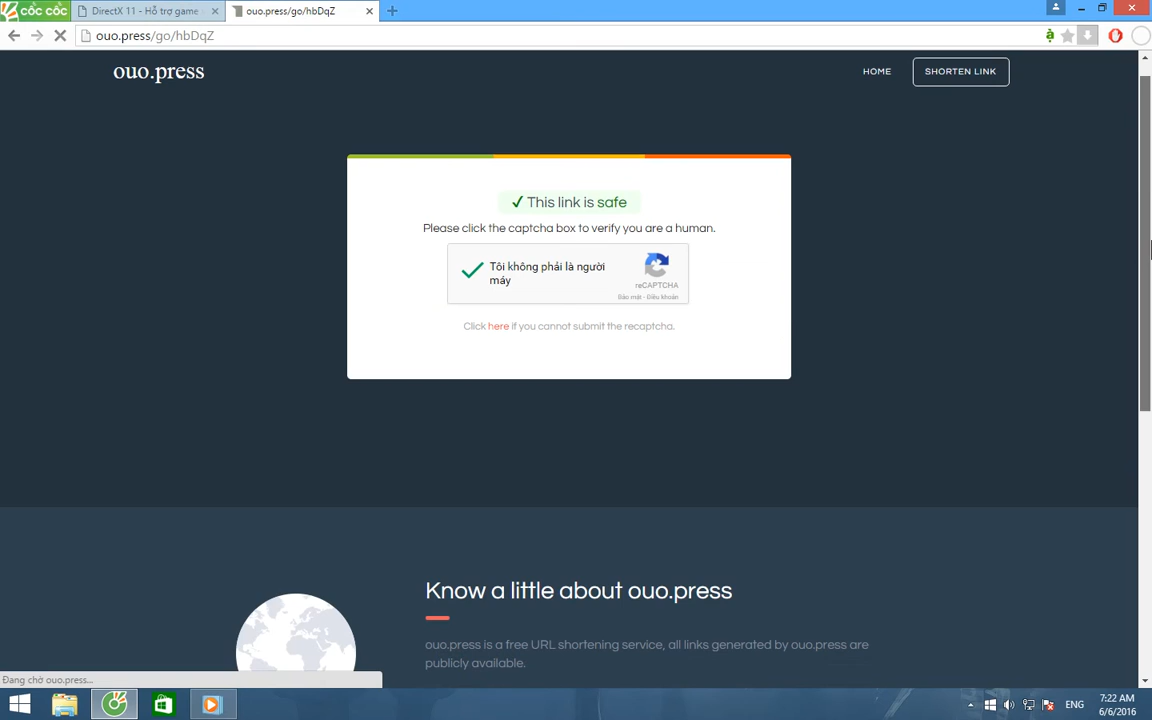 CỐC CỐC
DirectX 11 - Hỗ trợ game
ouo.press/go/hbDqZ
ouo.press/go/hbDqZ
ouo.press
HOME
SHORTEN LINK
✓ This link is safe
Please click the captcha box to verify you are a human.
Tôi không phải là người
máy
reCAPTCHA
Bảo mật - Điều khoản
Click here if you cannot submit the recaptcha.
Know a little about ouo.press
ouo.press is a free URL shortening service, all links generated by ouo.press are
publicly available.
Đang chờ ouo.press...
ENG
7:22 AM
6/6/2016